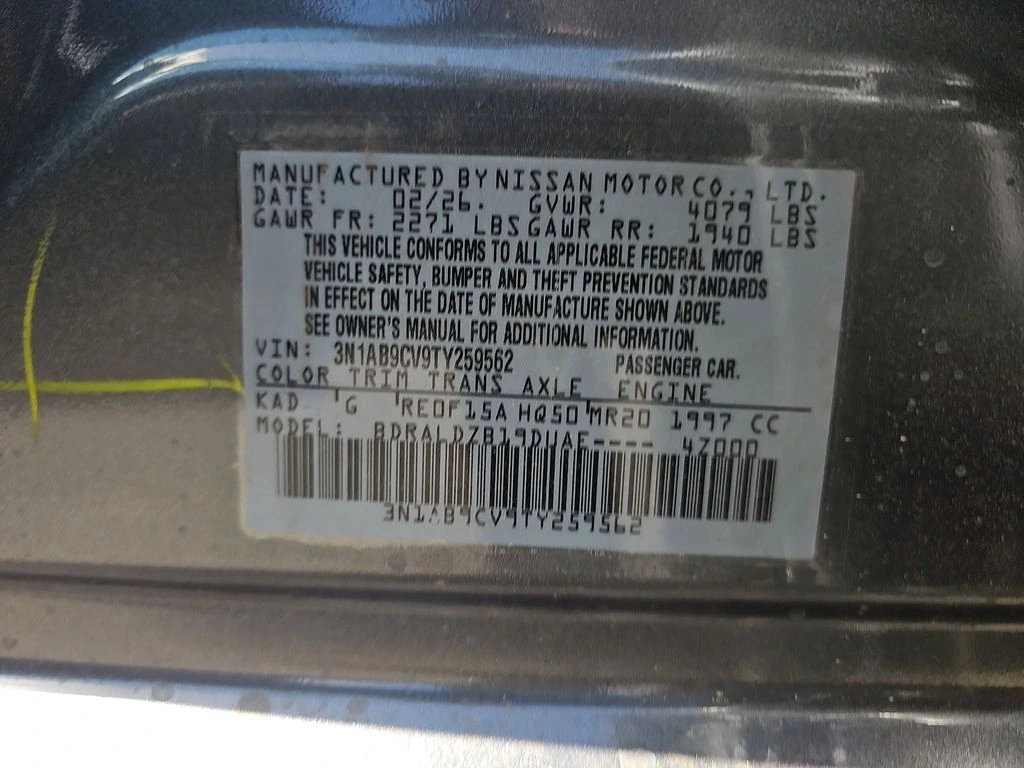 MANUFACTURED BY NISSAN MOTOR CO., LTD.
DATE: 02/26. GVWR: 4079 LBS
GAWR FR: 2271 LBS GAWR RR: 1940 LBS
THIS VEHICLE CONFORMS TO ALL APPLICABLE FEDERAL MOTOR
VEHICLE SAFETY, BUMPER AND THEFT PREVENTION STANDARDS
IN EFFECT ON THE DATE OF MANUFACTURE SHOWN ABOVE.
SEE OWNER'S MANUAL FOR ADDITIONAL INFORMATION.
VIN: 3N1AB9CV9TY259562 PASSENGER CAR.
COLOR TRIM TRANS AXLE ENGINE
KAD G RE0F15A HQ50 MR20 1997 CC
MODEL: BDRALDZB19DUAE---- 4Z000
3N1AB9CV9TY259562